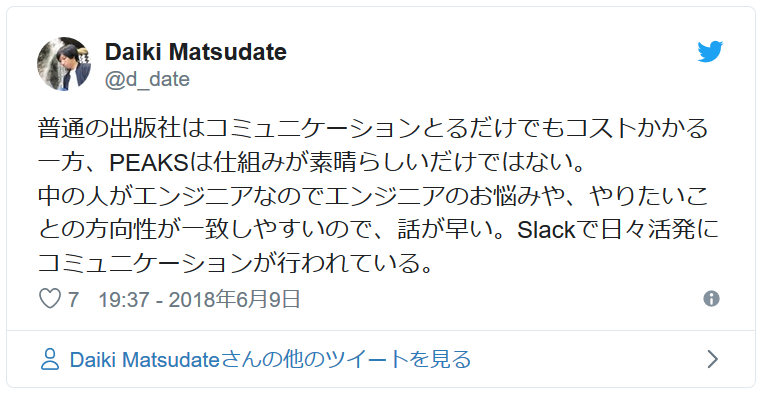 Daiki Matsudate
@d_date
普通の出版社はコミュニケーションとるだけでもコストかかる
一方、PEAKSは仕組みが素晴らしいだけではない。
中の人がエンジニアなのでエンジニアのお悩みや、やりたいこ
との方向性が一致しやすいので、話が早い。Slackで日々活発に
コミュニケーションが行われている。
7 19:37 - 2018年6月9日
Daiki Matsudateさんの他のツイートを見る